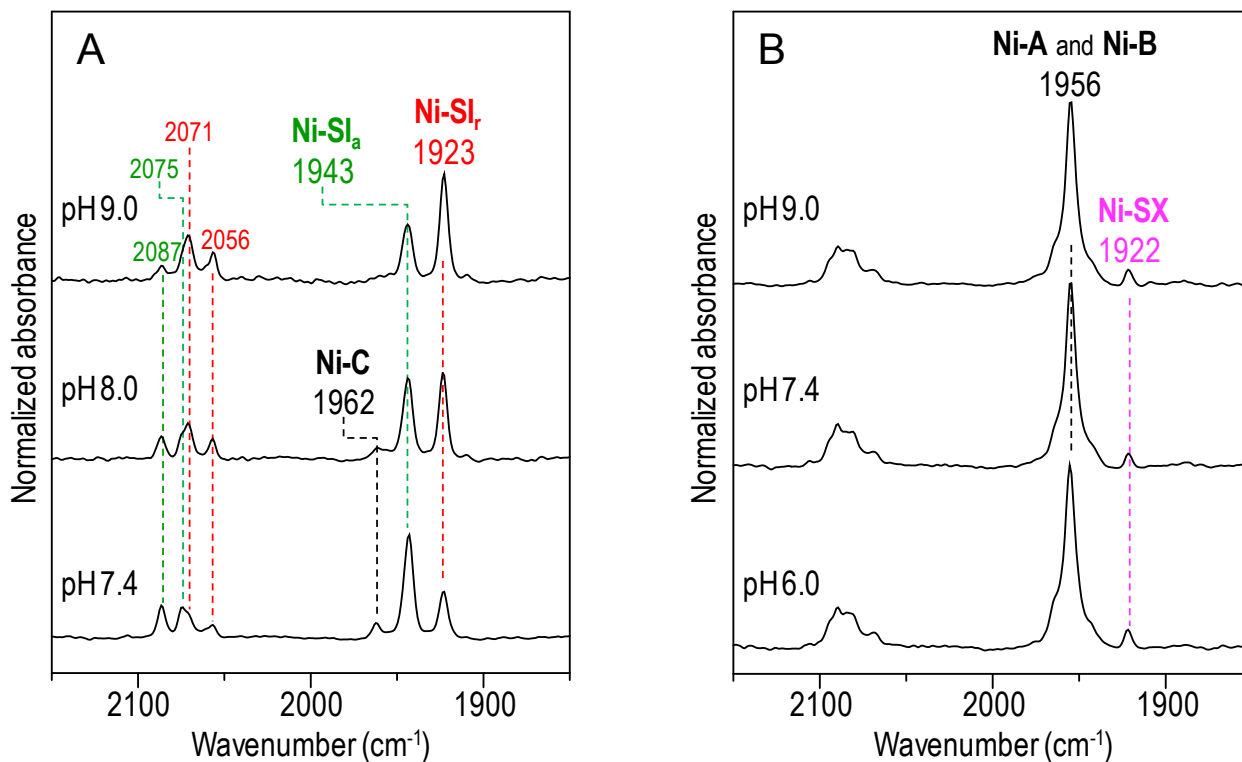 A
Normalized absorbance
Ni-SIₐ
1943
Ni-SIᵣ
1923
2071
2075
2087
2056
pH9.0
Ni-C
1962
pH8.0
pH7.4
2100
2000
1900
Wavenumber (cm⁻¹)
B
Normalized absorbance
Ni-A and Ni-B
1956
Ni-SX
1922
pH9.0
pH7.4
pH6.0
2100
2000
1900
Wavenumber (cm⁻¹)